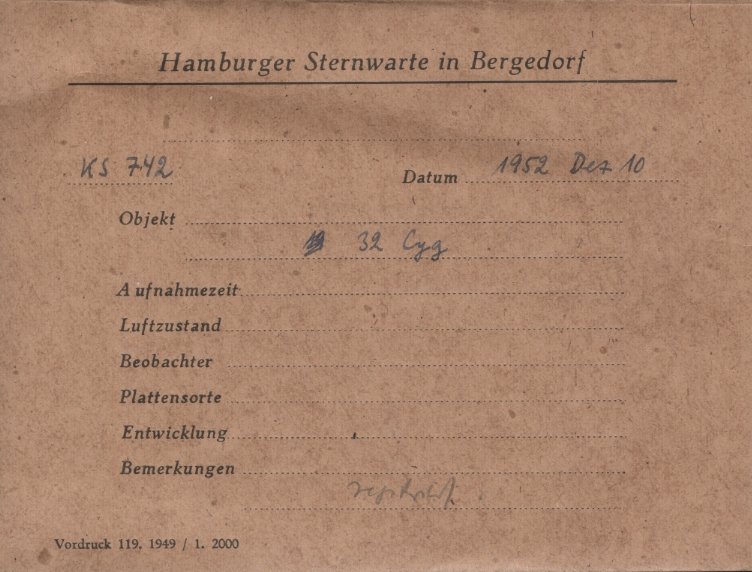 Hamburger Sternwarte in Bergedorf
KS 742 Datum 1952 Dez 10
Objekt
32 Cyg
Aufnahmezeit
Luftzustand
Beobachter
Plattensorte
Entwicklung
Bemerkungen
Vordruck 119. 1949 / 1. 2000